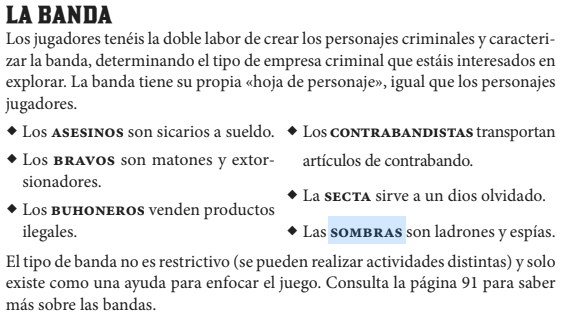 LA BANDA
Los jugadores tenéis la doble labor de crear los personajes criminales y caracteri-
zar la banda, determinando el tipo de empresa criminal que estáis interesados en
explorar. La banda tiene su propia «hoja de personaje», igual que los personajes
jugadores.
◆ Los ASESINOS son sicarios a sueldo.
◆ Los BRAVOS son matones y extor-
sionadores.
◆ Los BUHONEROS venden productos
ilegales.
◆ Los CONTRABANDISTAS transportan
artículos de contrabando.
◆ La SECTA sirve a un dios olvidado.
◆ Las SOMBRAS son ladrones y espías.
El tipo de banda no es restrictivo (se pueden realizar actividades distintas) y solo
existe como una ayuda para enfocar el juego. Consulta la página 91 para saber
más sobre las bandas.